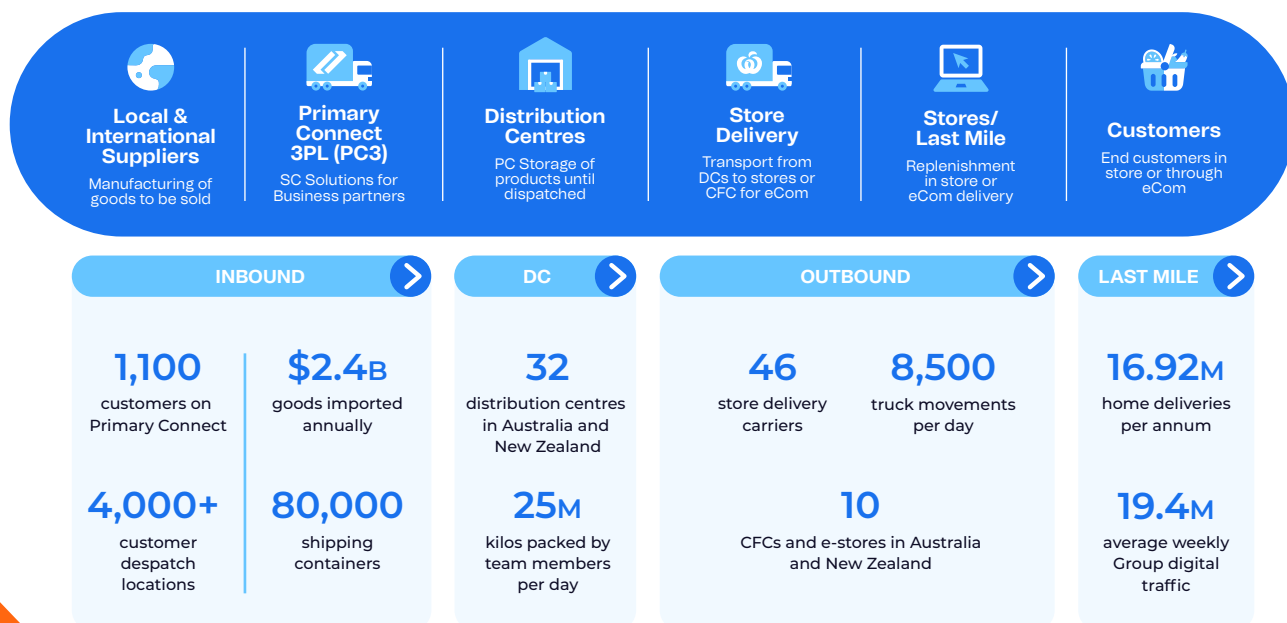 Local &
International
Suppliers
Manufacturing of
goods to be sold
Primary
Connect
3PL (PC3)
SC Solutions for
Business partners
Distribution
Centres
PC Storage of
products until
dispatched
Store
Delivery
Transport from
DCs to stores or
CFC for eCom
Stores/
Last Mile
Replenishment
in store or
eCom delivery
Customers
End customers in
store or through
eCom
INBOUND
1,100
customers on
Primary Connect
$2.4B
goods imported
annually
4,000+
customer
despatch
locations
80,000
shipping
containers
DC
32
distribution centres
in Australia and
New Zealand
25M
kilos packed by
team members
per day
OUTBOUND
46
store delivery
carriers
8,500
truck movements
per day
10
CFCs and e-stores in Australia
and New Zealand
LAST MILE
16.92M
home deliveries
per annum
19.4M
average weekly
Group digital
traffic